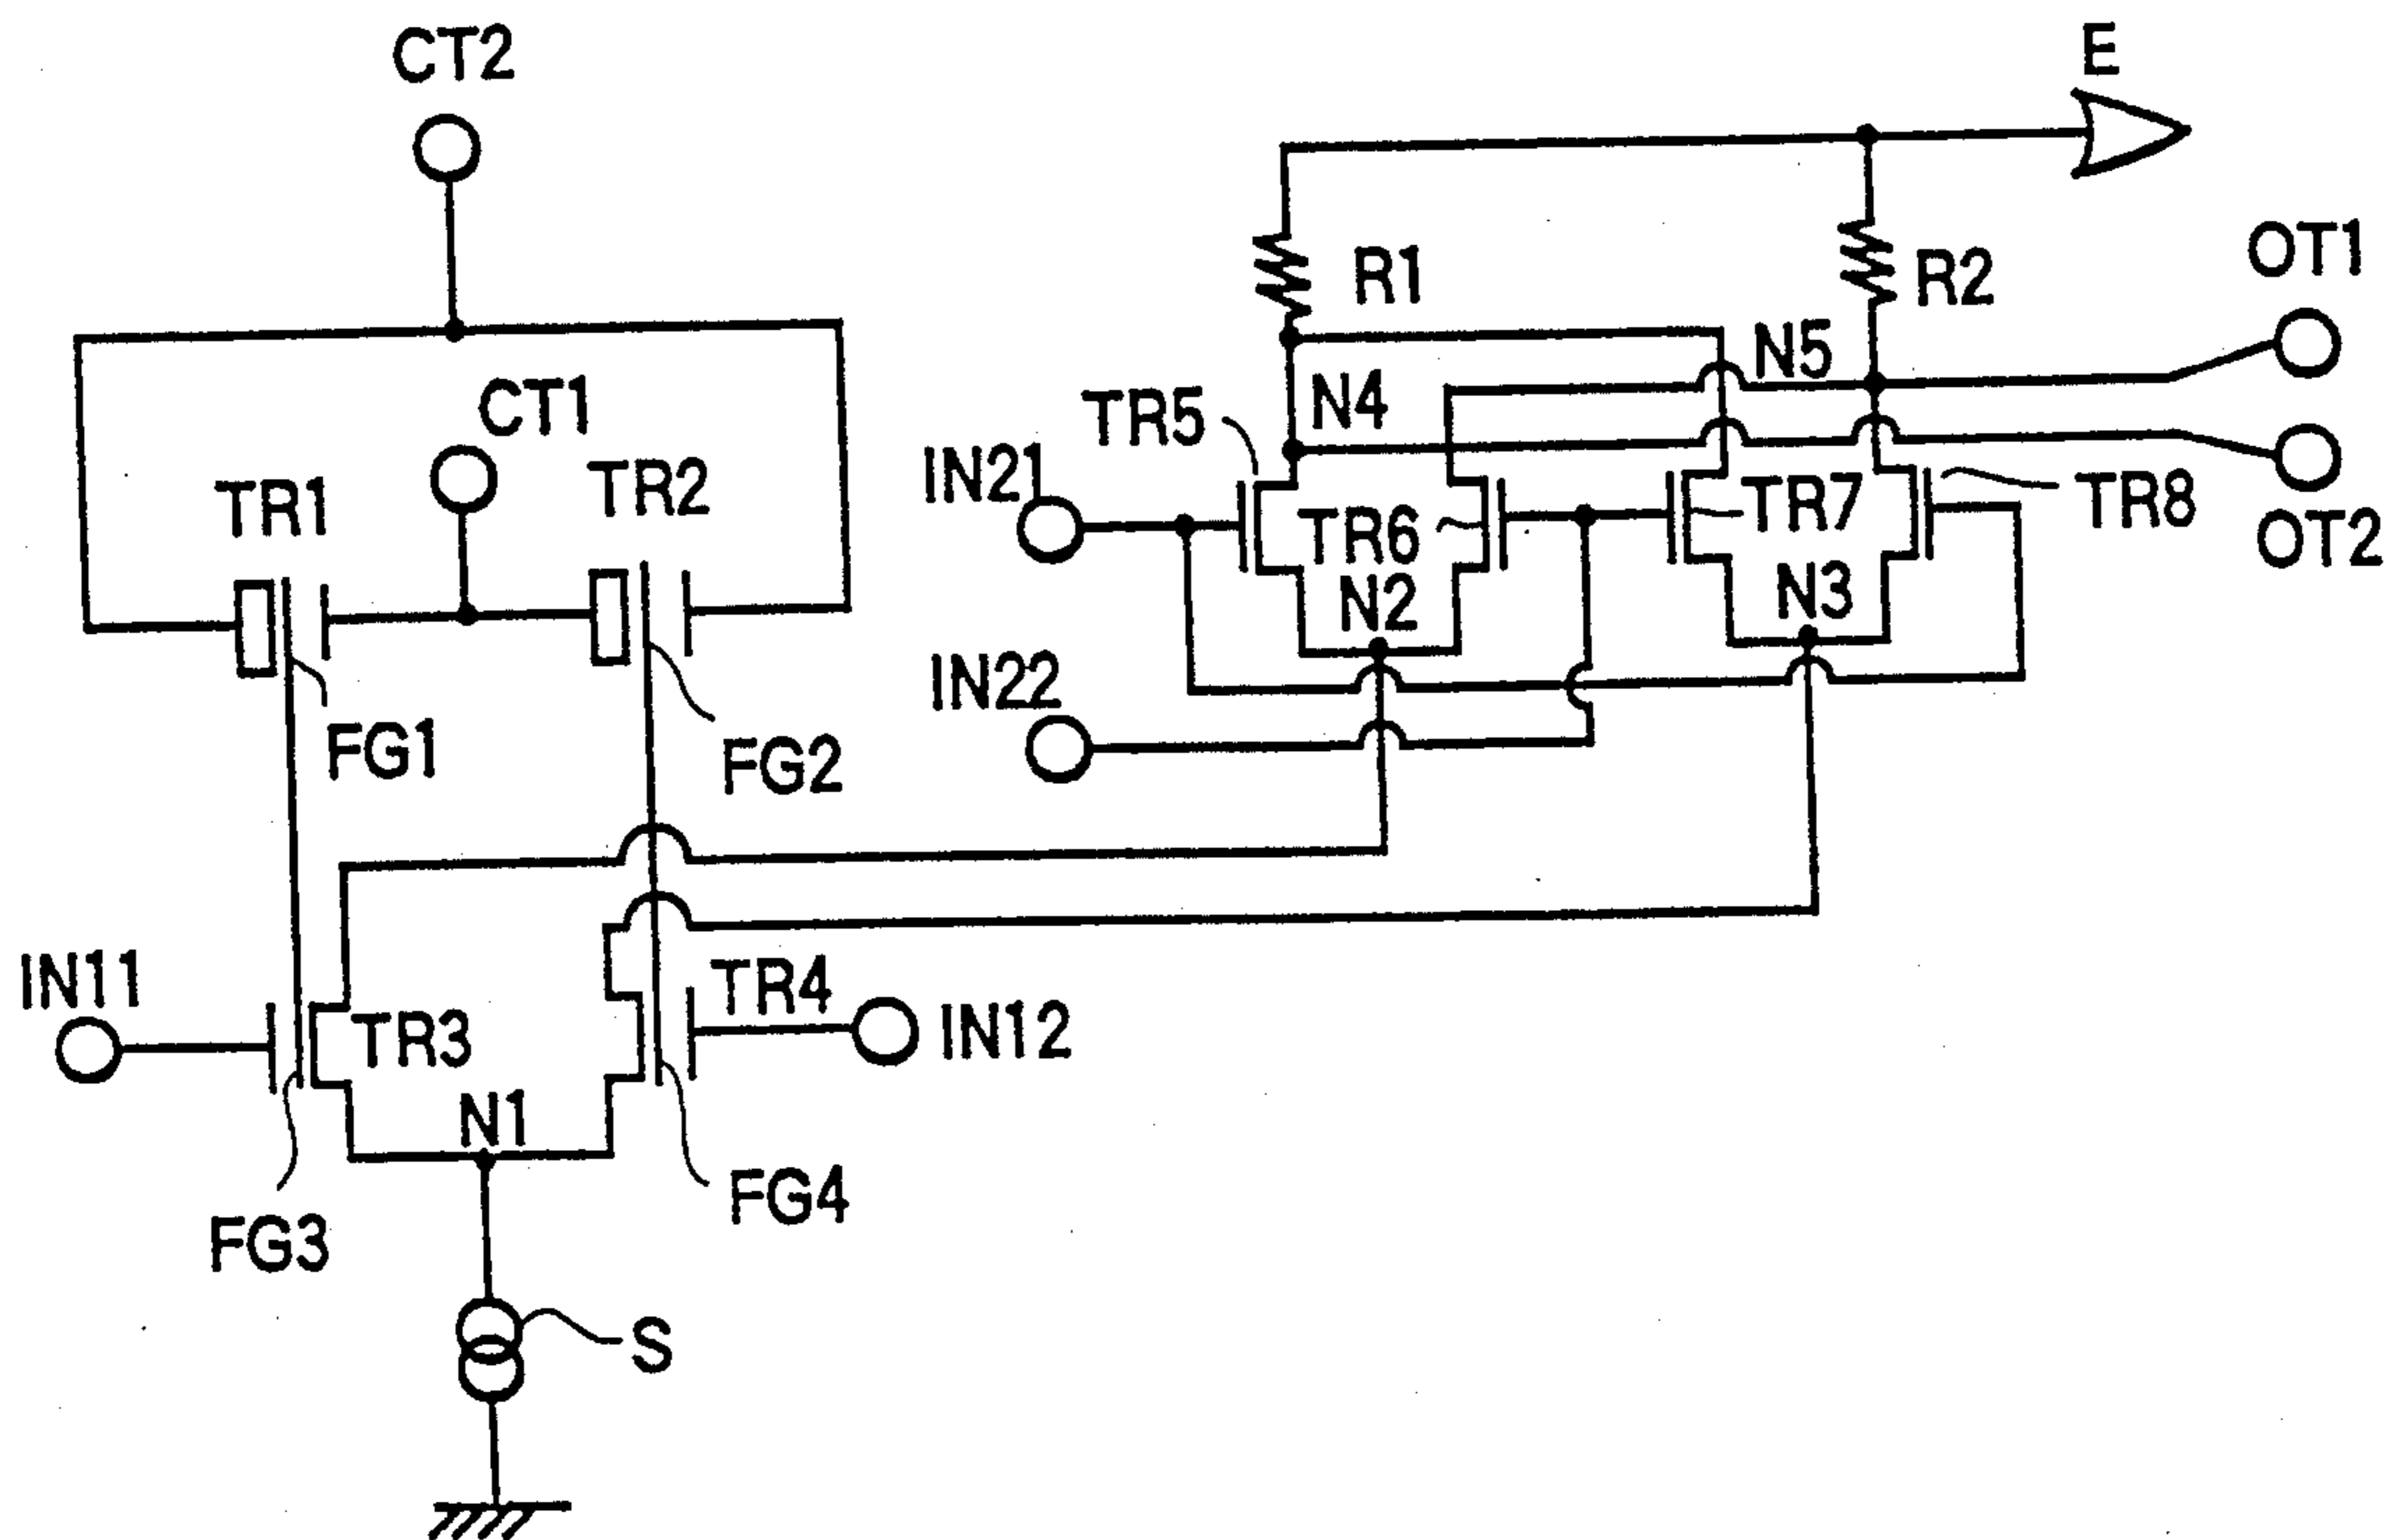 CT2
E
OT1
R1
R2
N5
CT1
N4
TR5
IN21
TR1
TR2
TR6
TR7
TR8
OT2
N2
N3
IN22
FG1
FG2
IN11
TR3
TR4
IN12
N1
FG3
FG4
S